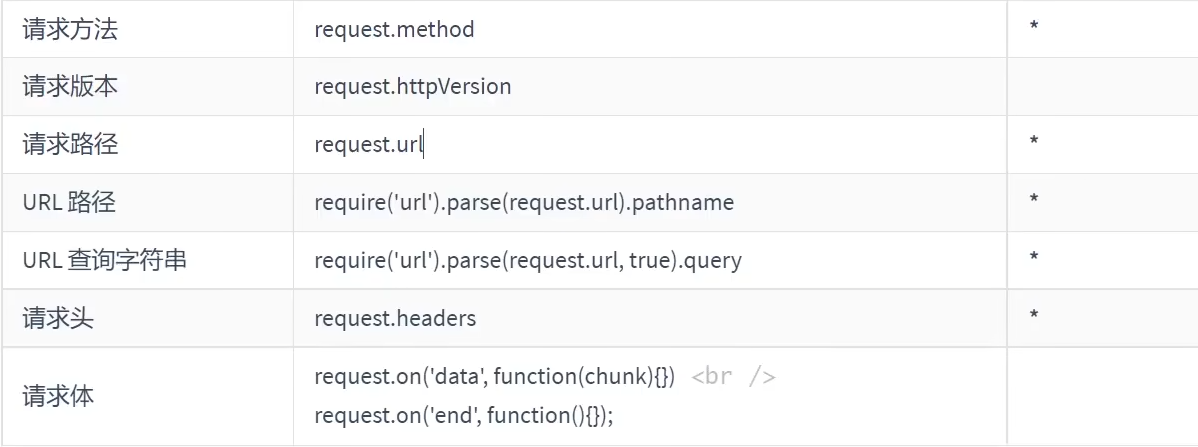 请求方法 request.method *
请求版本 request.httpVersion
请求路径 request.url *
URL 路径 require('url').parse(request.url).pathname *
URL 查询字符串 require('url').parse(request.url, true).query *
请求头 request.headers *
请求体 request.on('data', function(chunk){}) <br />
request.on('end', function(){});